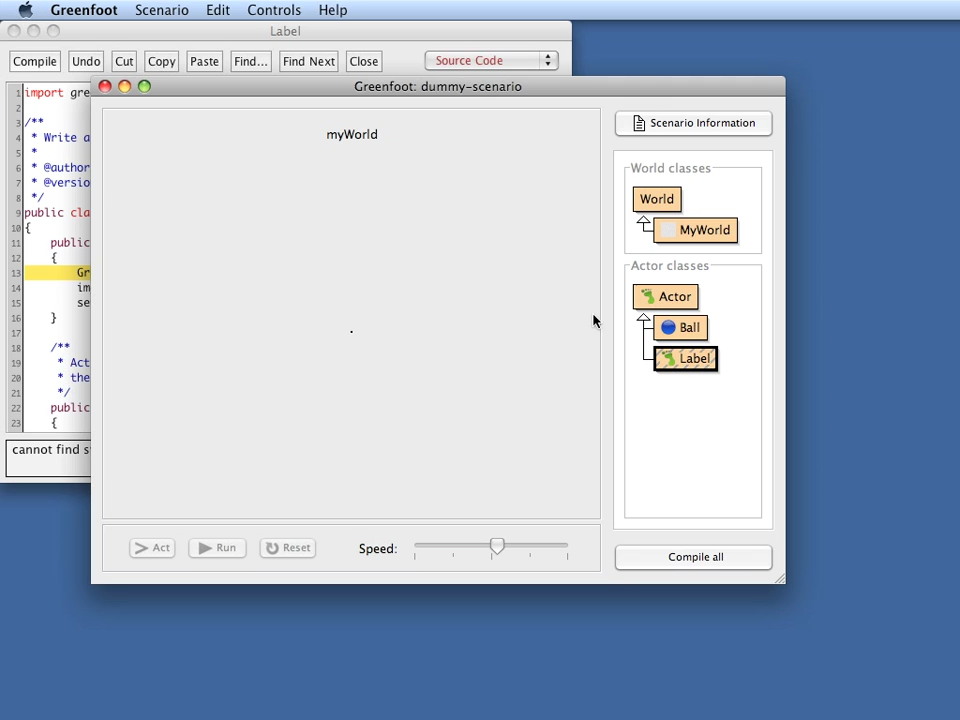 Greenfoot Scenario Edit Controls Help
Label
Compile Undo Cut Copy Paste Find... Find Next Close Source Code
1 import gre
2
3 /**
4 * Write a
5 *
6 * @author
7 * @versio
8 */
9 public cla
10 {
11 public
12 {
13 Gr
14 im
15 se
16 }
17
18 /**
19 * Act
20 * the
21 */
22 public
23 {
cannot find s
Greenfoot: dummy-scenario
myWorld
Scenario Information
World classes
World
MyWorld
Actor classes
Actor
Ball
Label
Act Run Reset Speed:
Compile all